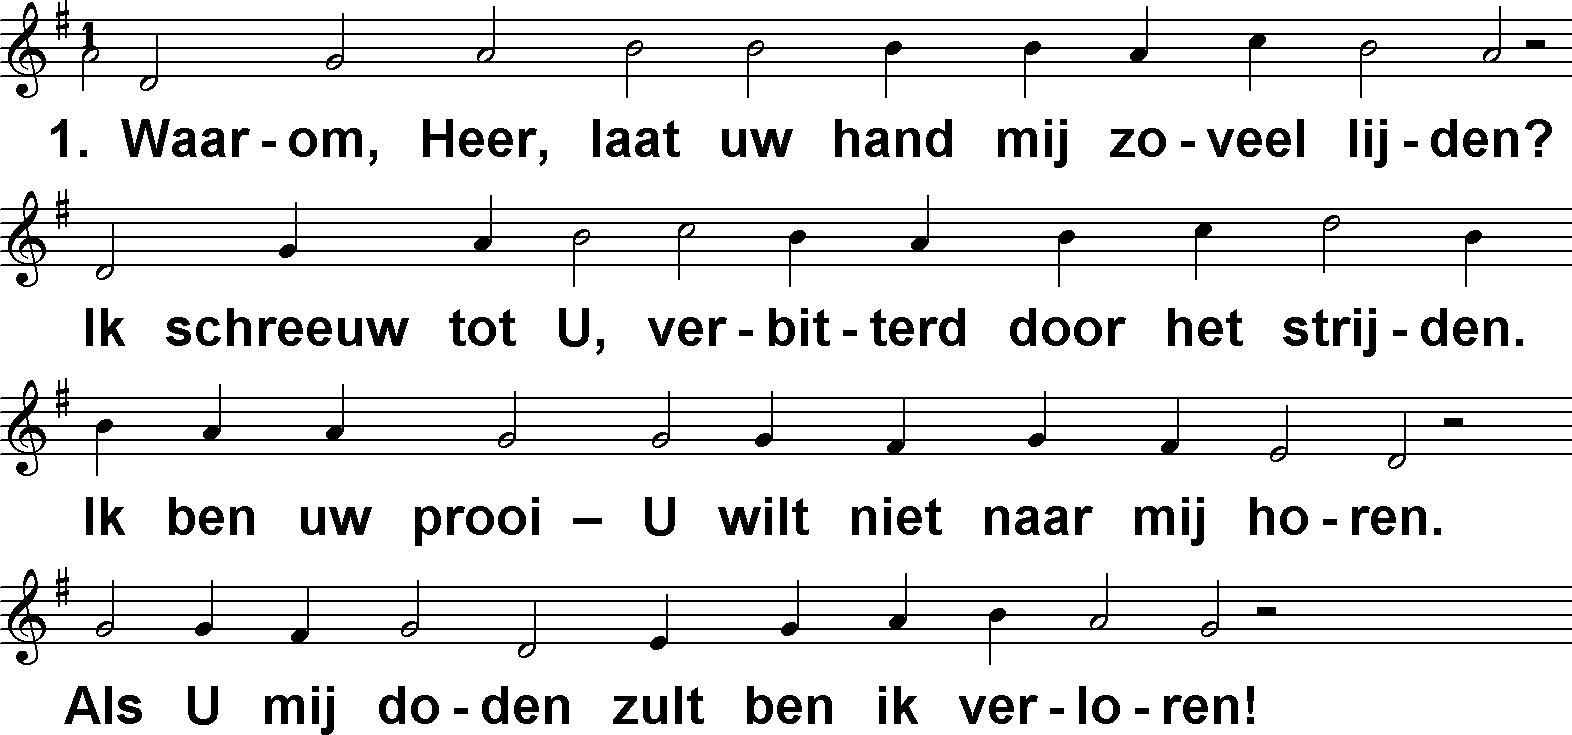 1
1. Waar - om, Heer, laat uw hand mij zo - veel lij - den?
Ik schreeuw tot U, ver - bit - terd door het strij - den.
Ik ben uw prooi – U wilt niet naar mij ho - ren.
Als U mij do - den zult ben ik ver - lo - ren!